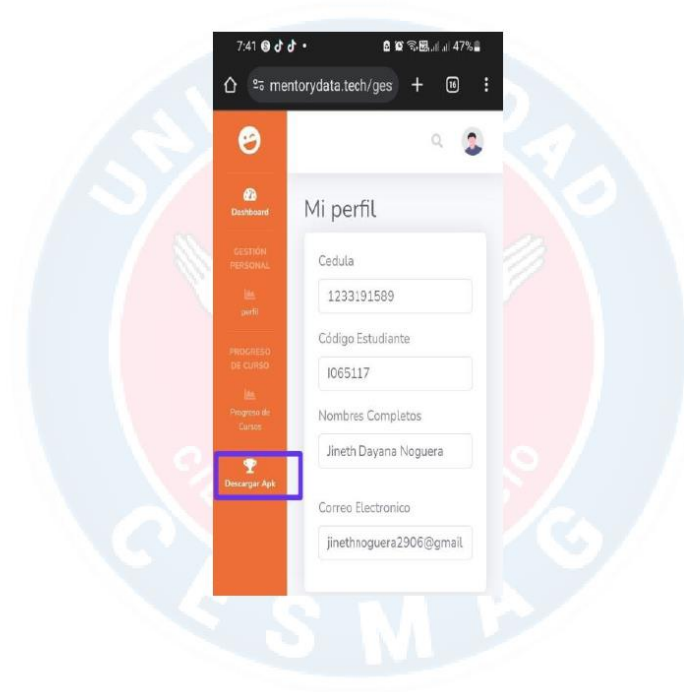 7:41
47%
mentorydata.tech/ges
16
Dashboard
GESTIÓN
PERSONAL
perfil
PROGRESO
DE CURSO
Progreso de
Cursos
Descargar Apk
Mi perfil
Cedula
1233191589
Código Estudiante
I065117
Nombres Completos
Jineth Dayana Noguera
Correo Electronico
jinethnoguera2906@gmail
CESMAG